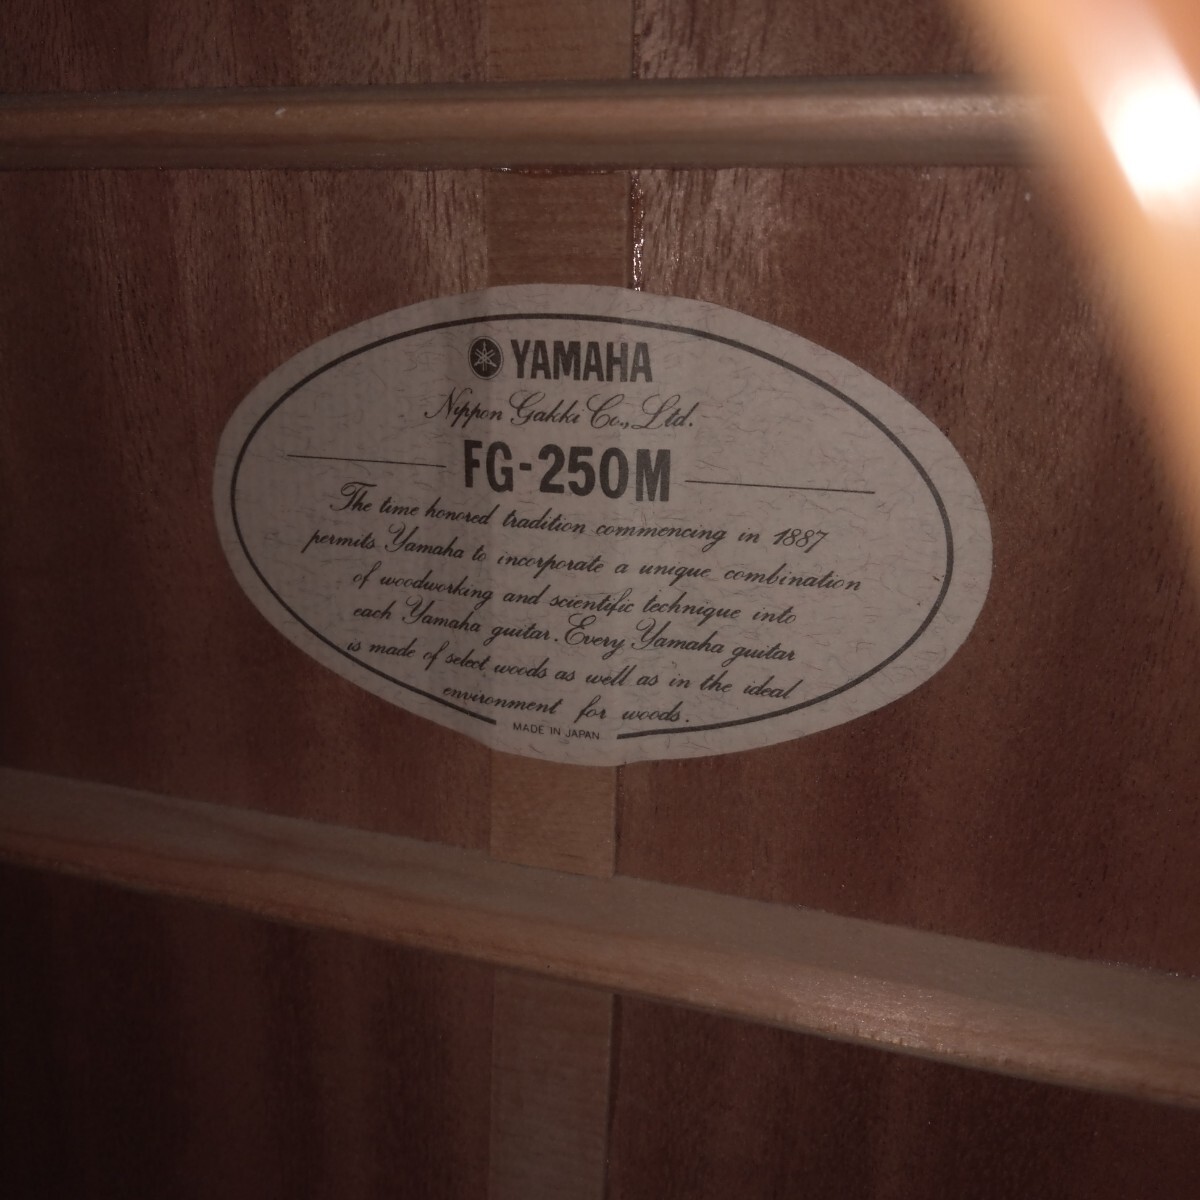 YAMAHA
Nippon Gakki Co., Ltd.
FG-250M
The time honored tradition commencing in 1887
permits Yamaha to incorporate a unique combination
of woodworking and scientific technique into
each Yamaha guitar. Every Yamaha guitar
is made of select woods as well as in the ideal
environment for woods.
MADE IN JAPAN